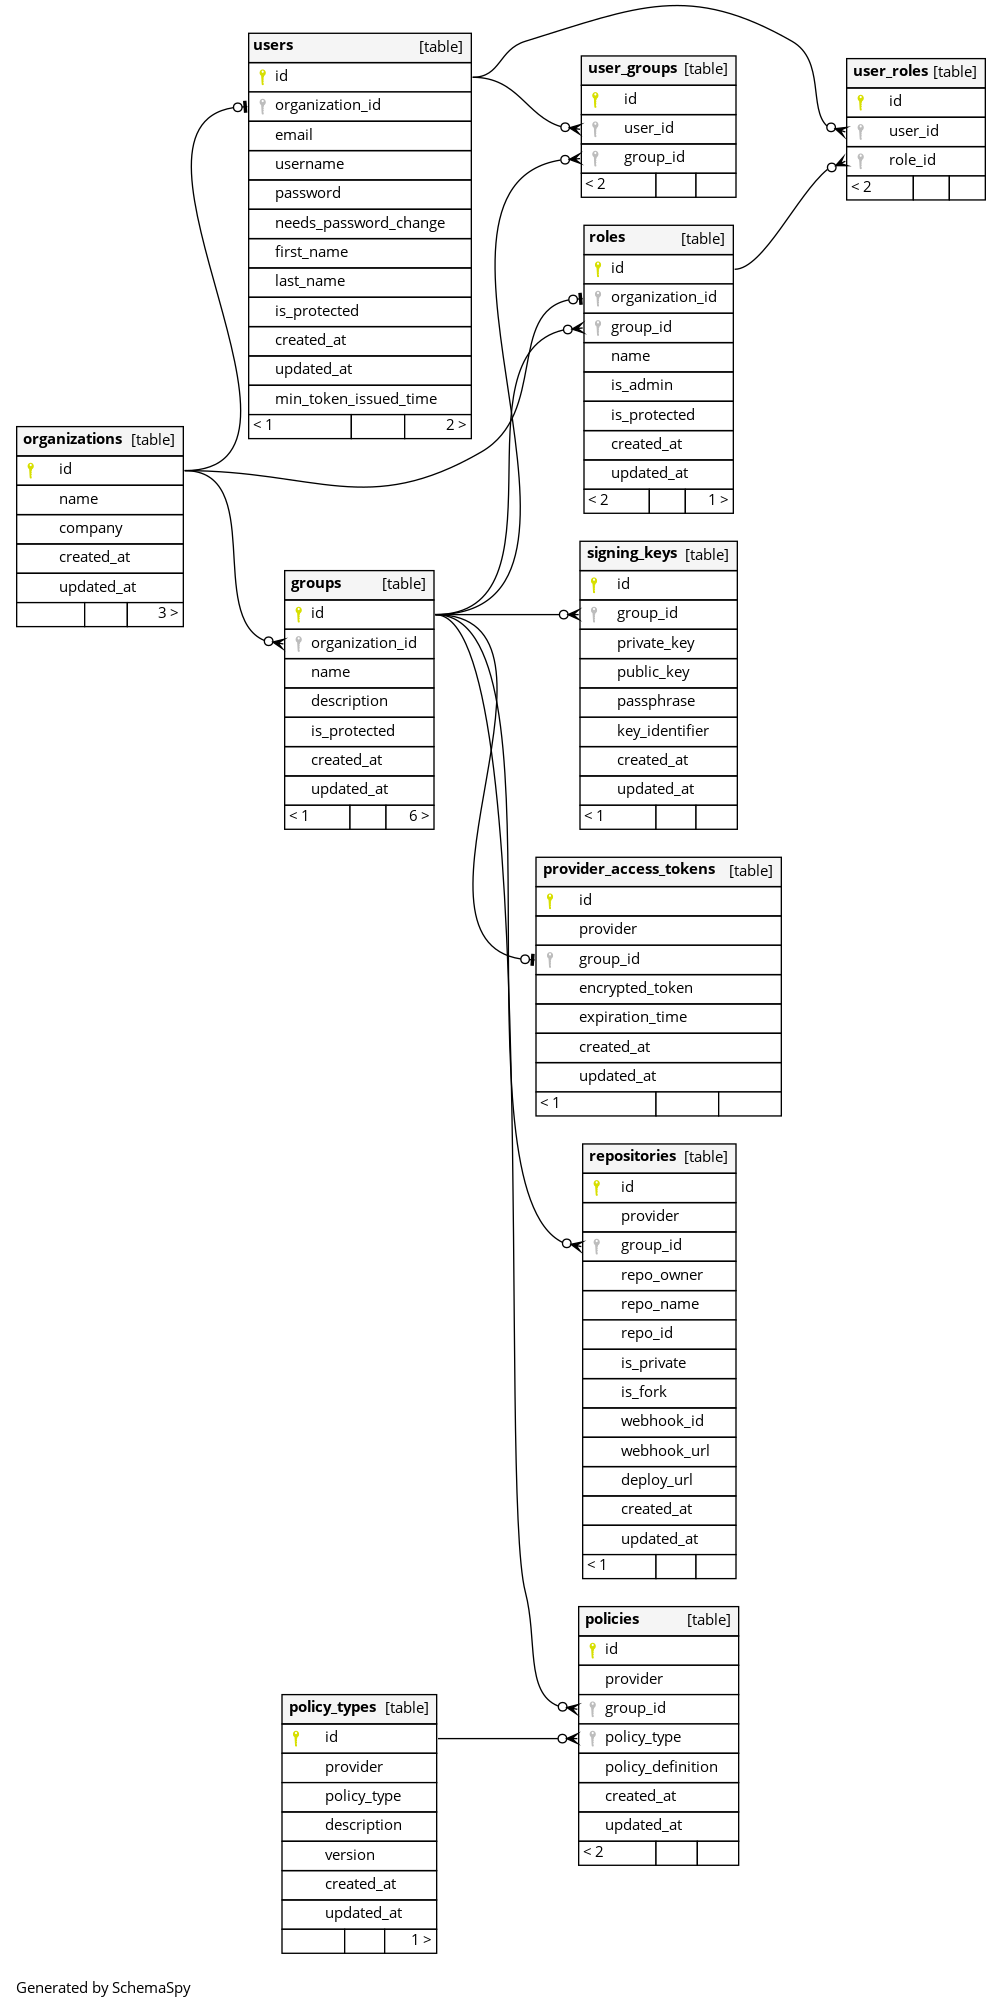 users [table]
id
organization_id
email
username
password
needs_password_change
first_name
last_name
is_protected
created_at
updated_at
min_token_issued_time
< 1 2 >
user_groups [table]
id
user_id
group_id
< 2
user_roles [table]
id
user_id
role_id
< 2
roles [table]
id
organization_id
group_id
name
is_admin
is_protected
created_at
updated_at
< 2 1 >
organizations [table]
id
name
company
created_at
updated_at
3 >
groups [table]
id
organization_id
name
description
is_protected
created_at
updated_at
< 1 6 >
signing_keys [table]
id
group_id
private_key
public_key
passphrase
key_identifier
created_at
updated_at
< 1
provider_access_tokens [table]
id
provider
group_id
encrypted_token
expiration_time
created_at
updated_at
< 1
repositories [table]
id
provider
group_id
repo_owner
repo_name
repo_id
is_private
is_fork
webhook_id
webhook_url
deploy_url
created_at
updated_at
< 1
policies [table]
id
provider
group_id
policy_type
policy_definition
created_at
updated_at
< 2
policy_types [table]
id
provider
policy_type
description
version
created_at
updated_at
1 >
Generated by SchemaSpy